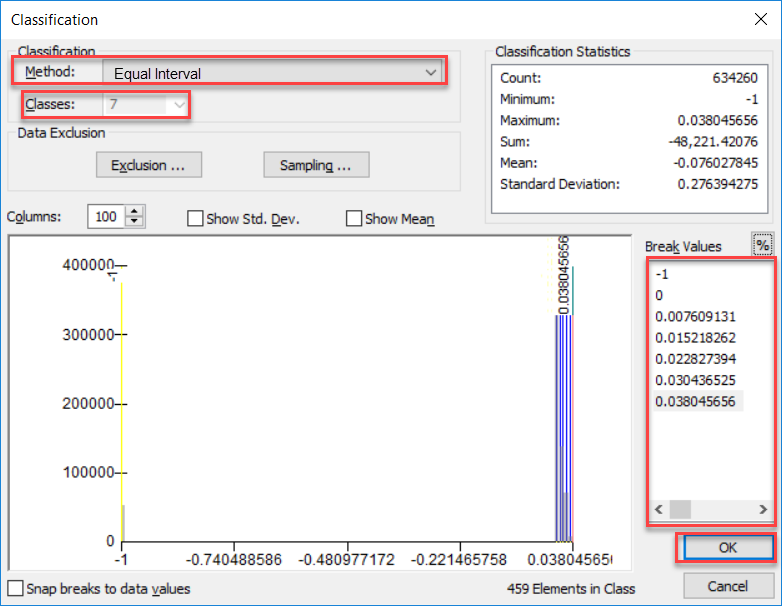 Classification
Classification
Method: Equal Interval
Classes: 7
Data Exclusion
Exclusion ...
Sampling ...
Classification Statistics
Count: 634260
Minimum: -1
Maximum: 0.038045656
Sum: -48,221.42076
Mean: -0.076027845
Standard Deviation: 0.276394275
Columns: 100
Show Std. Dev.
Show Mean
Break Values %
-1
0
0.007609131
0.015218262
0.022827394
0.030436525
0.038045656
400000
300000
200000
100000
0
-1
0.038045656
-1 -0.740488586 -0.480977172 -0.221465758 0.03804565
OK
Snap breaks to data values
459 Elements in Class
Cancel